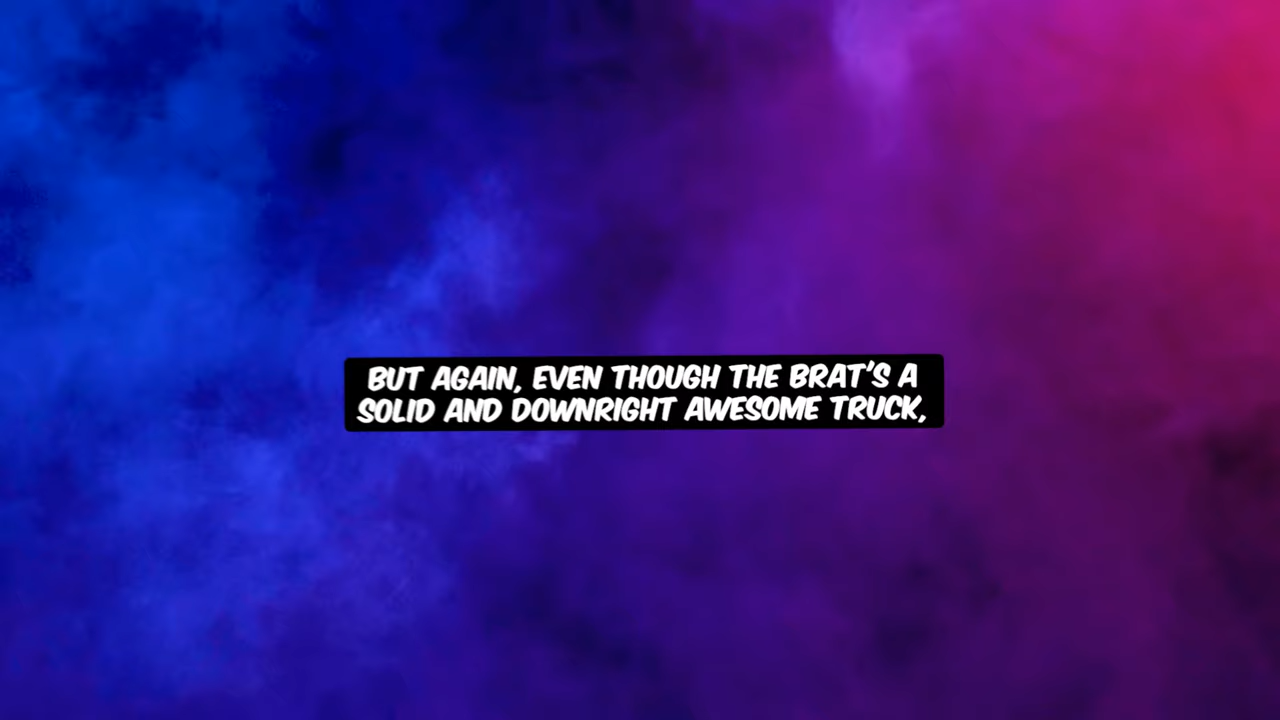 BUT AGAIN, EVEN THOUGH THE BRAT'S A
SOLID AND DOWNRIGHT AWESOME TRUCK,